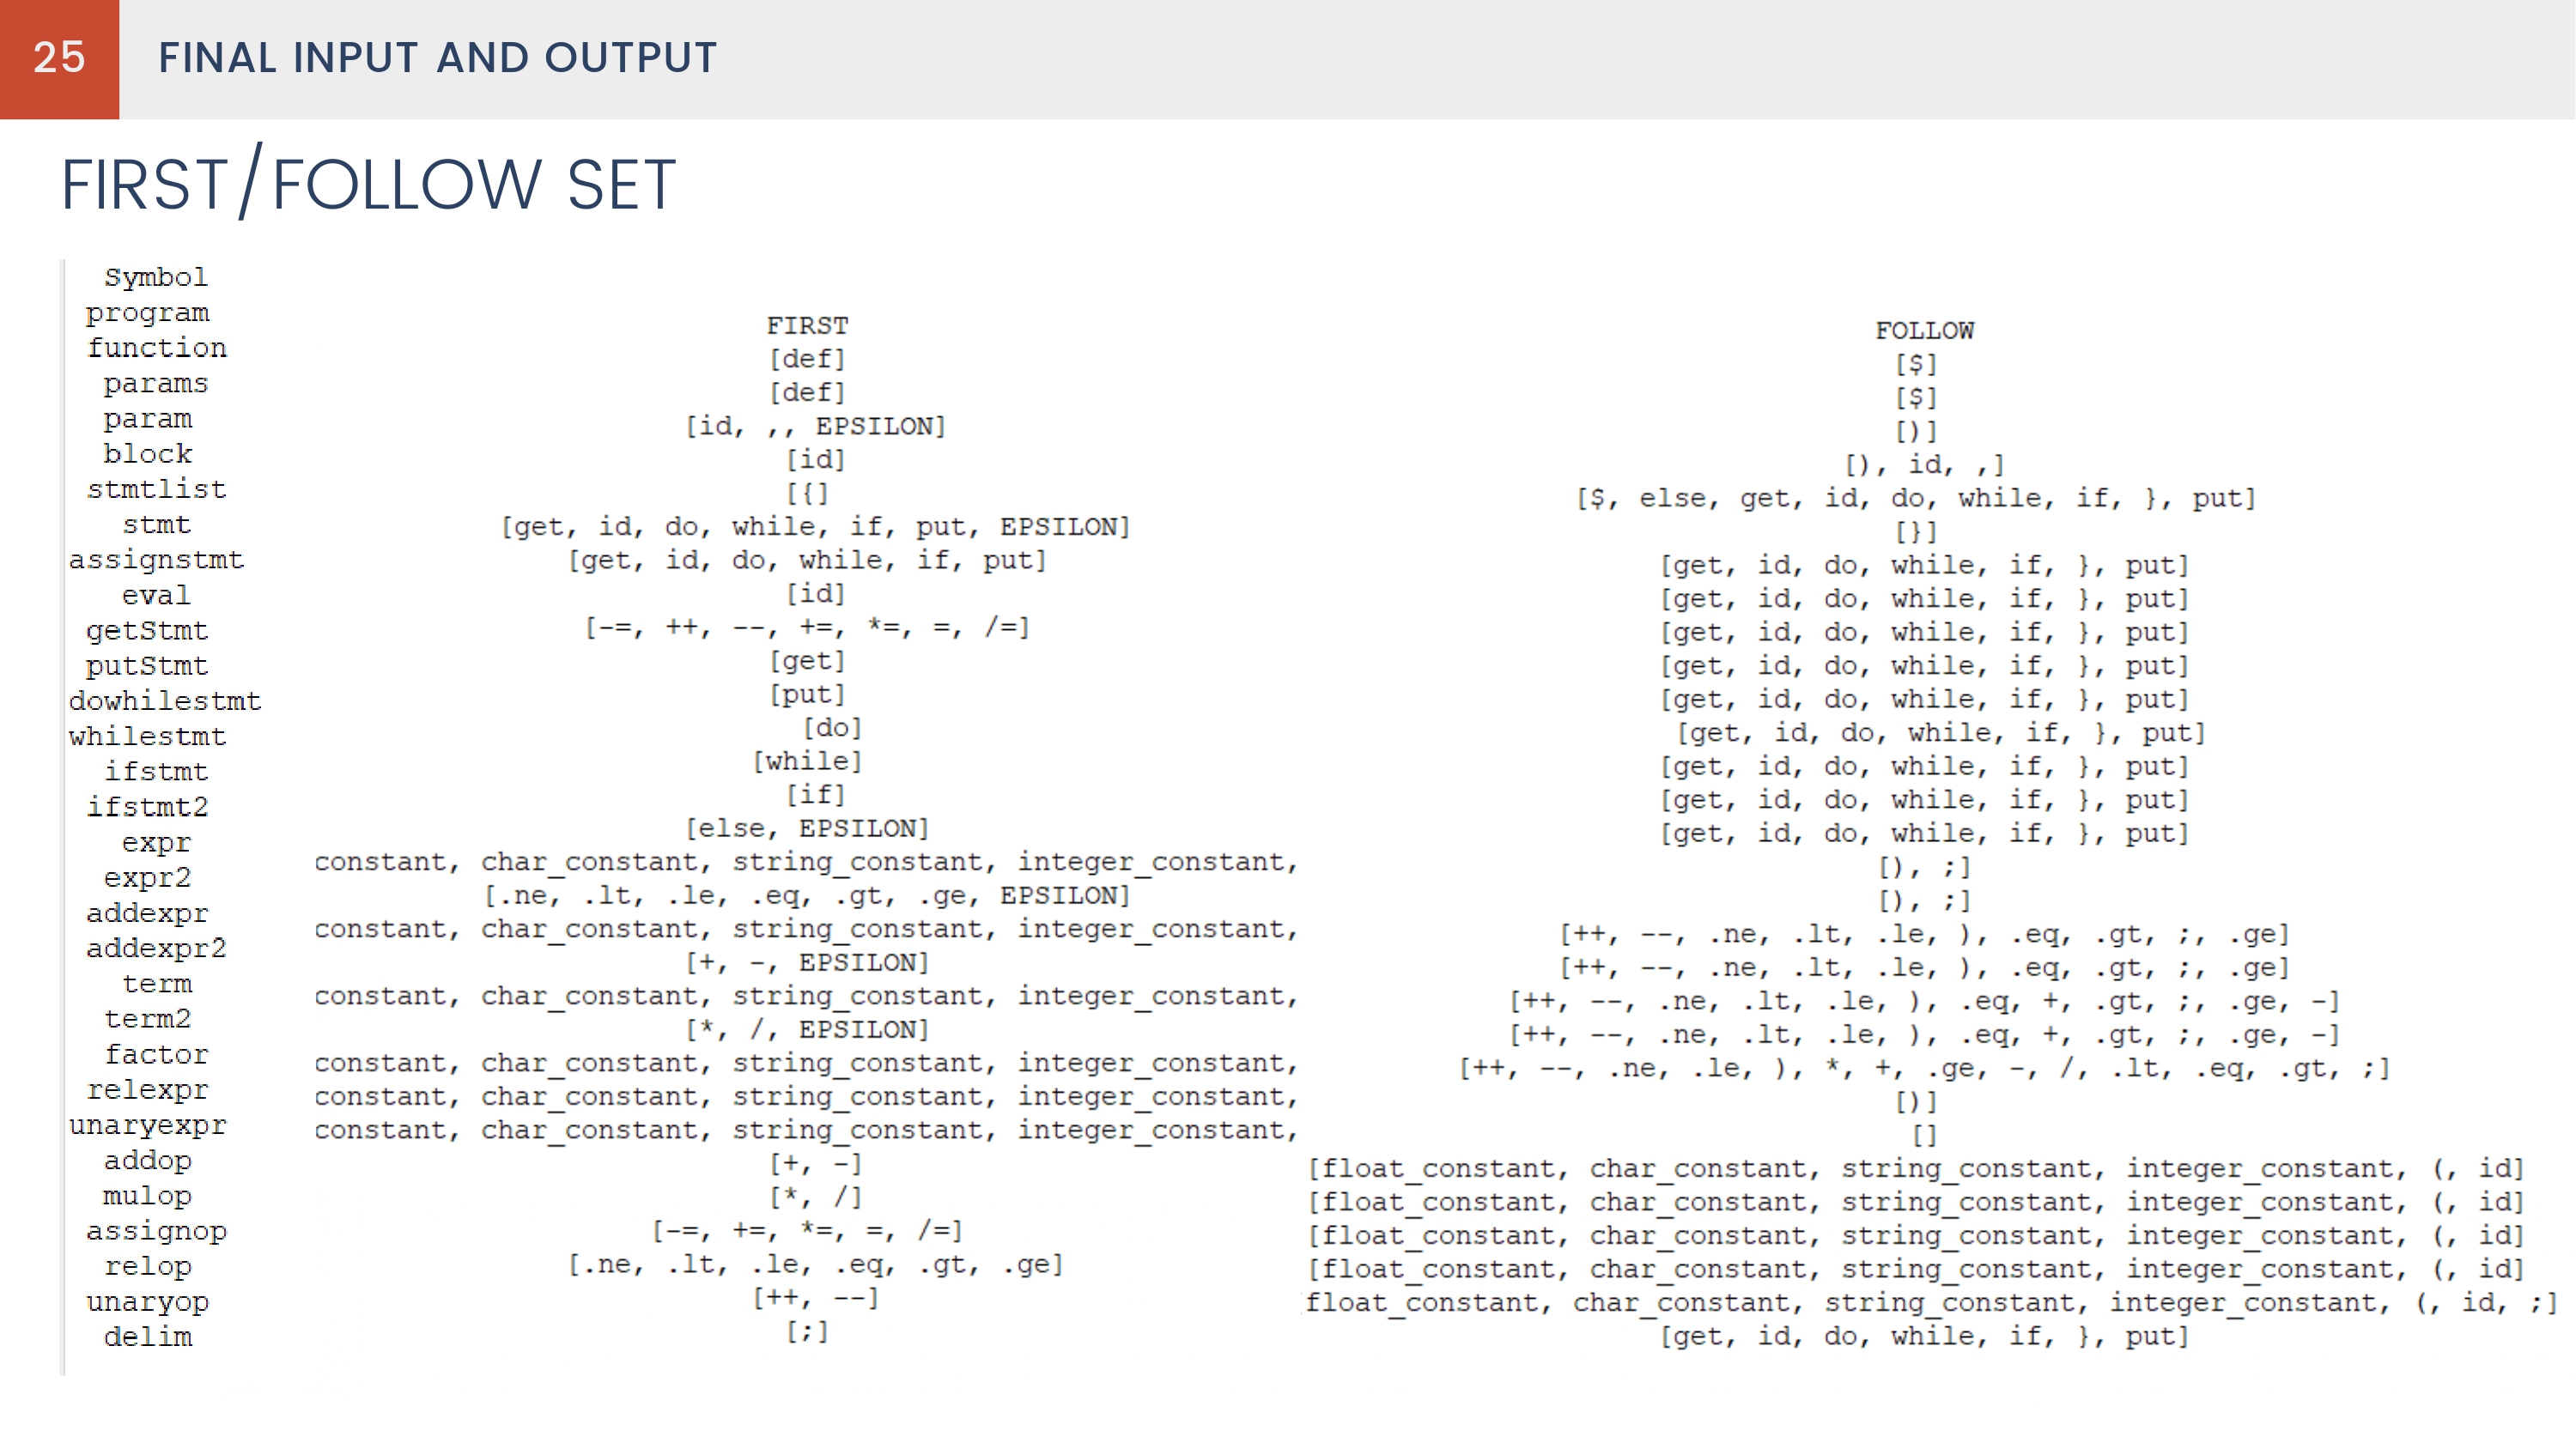 25 FINAL INPUT AND OUTPUT
FIRST/FOLLOW SET
Symbol
program
function
params
param
block
stmtlist
stmt
assignstmt
eval
getStmt
putStmt
dowhilestmt
whilestmt
ifstmt
ifstmt2
expr
expr2
addexpr
addexpr2
term
term2
factor
relexpr
unaryexpr
addop
mulop
assignop
relop
unaryop
delim
FIRST
[def]
[def]
[id, ,, EPSILON]
[id]
[{]
[get, id, do, while, if, put, EPSILON]
[get, id, do, while, if, put]
[id]
[-=, ++, --, +=, *=, =, /=]
[get]
[put]
[do]
[while]
[if]
[else, EPSILON]
constant, char_constant, string_constant, integer_constant,
[.ne, .lt, .le, .eq, .gt, .ge, EPSILON]
constant, char_constant, string_constant, integer_constant,
[+, -, EPSILON]
constant, char_constant, string_constant, integer_constant,
[*, /, EPSILON]
constant, char_constant, string_constant, integer_constant,
constant, char_constant, string_constant, integer_constant,
constant, char_constant, string_constant, integer_constant,
[+, -]
[*, /]
[-=, +=, *=, =, /=]
[.ne, .lt, .le, .eq, .gt, .ge]
[++, --]
[;]
FOLLOW
[$]
[$]
[)]
[), id, ,]
[$, else, get, id, do, while, if, }, put]
[}]
[get, id, do, while, if, }, put]
[get, id, do, while, if, }, put]
[get, id, do, while, if, }, put]
[get, id, do, while, if, }, put]
[get, id, do, while, if, }, put]
[get, id, do, while, if, }, put]
[get, id, do, while, if, }, put]
[get, id, do, while, if, }, put]
[get, id, do, while, if, }, put]
[), ;]
[), ;]
[++, --, .ne, .lt, .le, ), .eq, .gt, ;, .ge]
[++, --, .ne, .lt, .le, ), .eq, .gt, ;, .ge]
[++, --, .ne, .lt, .le, ), .eq, +, .gt, ;, .ge, -]
[++, --, .ne, .lt, .le, ), .eq, +, .gt, ;, .ge, -]
[++, --, .ne, .le, ), *, +, .ge, -, /, .lt, .eq, .gt, ;]
[)]
[]
[float_constant, char_constant, string_constant, integer_constant, (, id]
[float_constant, char_constant, string_constant, integer_constant, (, id]
[float_constant, char_constant, string_constant, integer_constant, (, id]
[float_constant, char_constant, string_constant, integer_constant, (, id]
float_constant, char_constant, string_constant, integer_constant, (, id, ;]
[get, id, do, while, if, }, put]